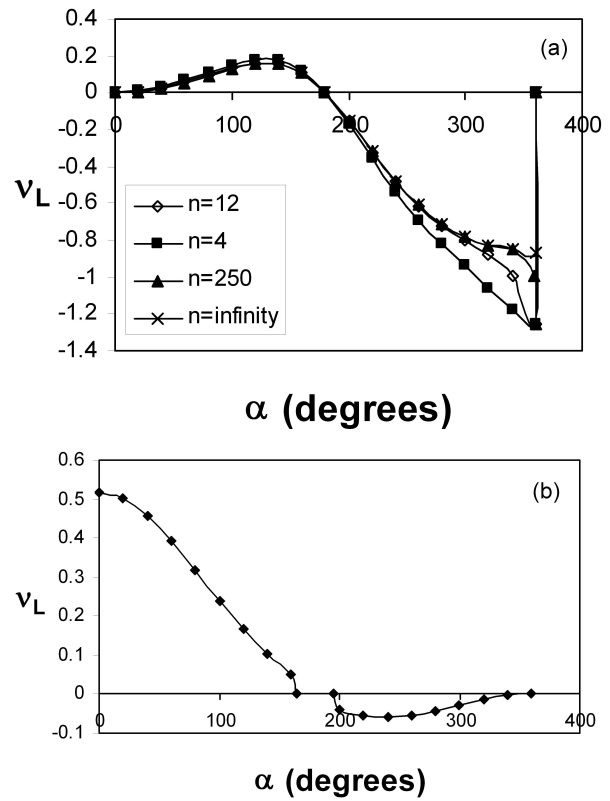 0.4
(a)
0.2
0
0 100 200 300 400
-0.2
-0.4
νL
-0.6
-0.8
-1
-1.2
-1.4
n=12
n=4
n=250
n=infinity
α (degrees)
0.6
(b)
0.5
0.4
0.3
νL
0.2
0.1
0
-0.1
0 100 200 300 400
α (degrees)